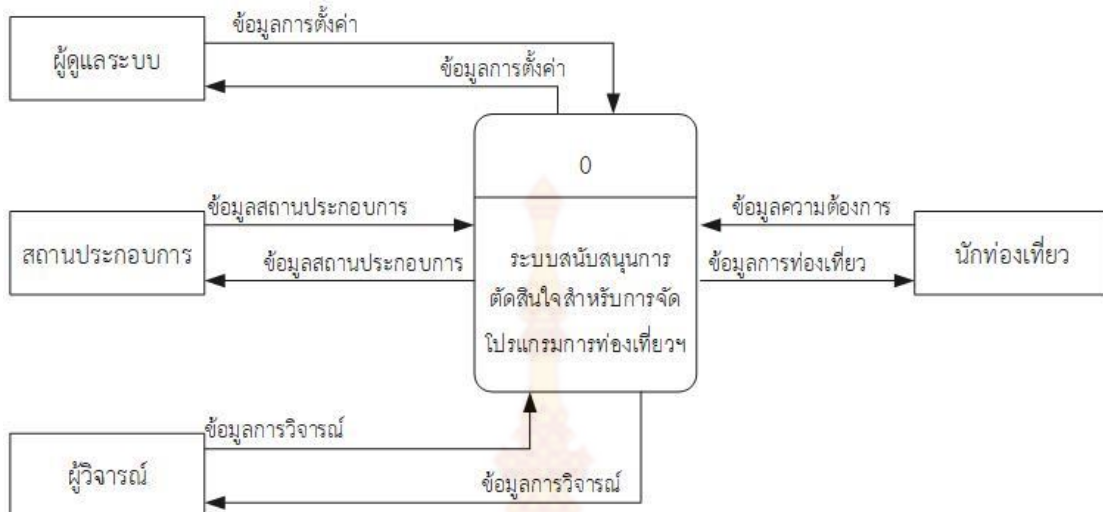 ข้อมูลการตั้งค่า
ผู้ดูแลระบบ
ข้อมูลการตั้งค่า
0
ข้อมูลสถานประกอบการ
ข้อมูลความต้องการ
สถานประกอบการ
นักท่องเที่ยว
ข้อมูลสถานประกอบการ
ระบบสนับสนุนการ
ตัดสินใจสำหรับการจัด
โปรแกรมการท่องเที่ยวฯ
ข้อมูลการท่องเที่ยว
ข้อมูลการวิจารณ์
ผู้วิจารณ์
ข้อมูลการวิจารณ์